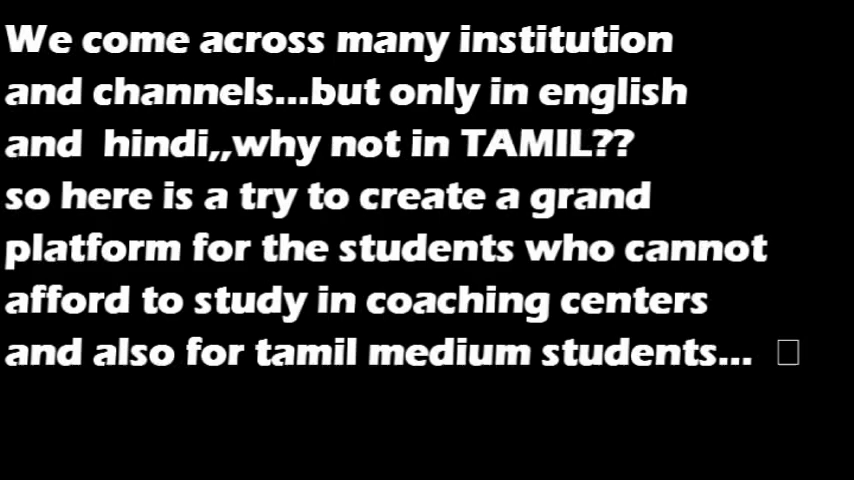 We come across many institution
and channels...but only in english
and  hindi,,why not in TAMIL??
so here is a try to create a grand
platform for the students who cannot
afford to study in coaching centers
and also for tamil medium students...